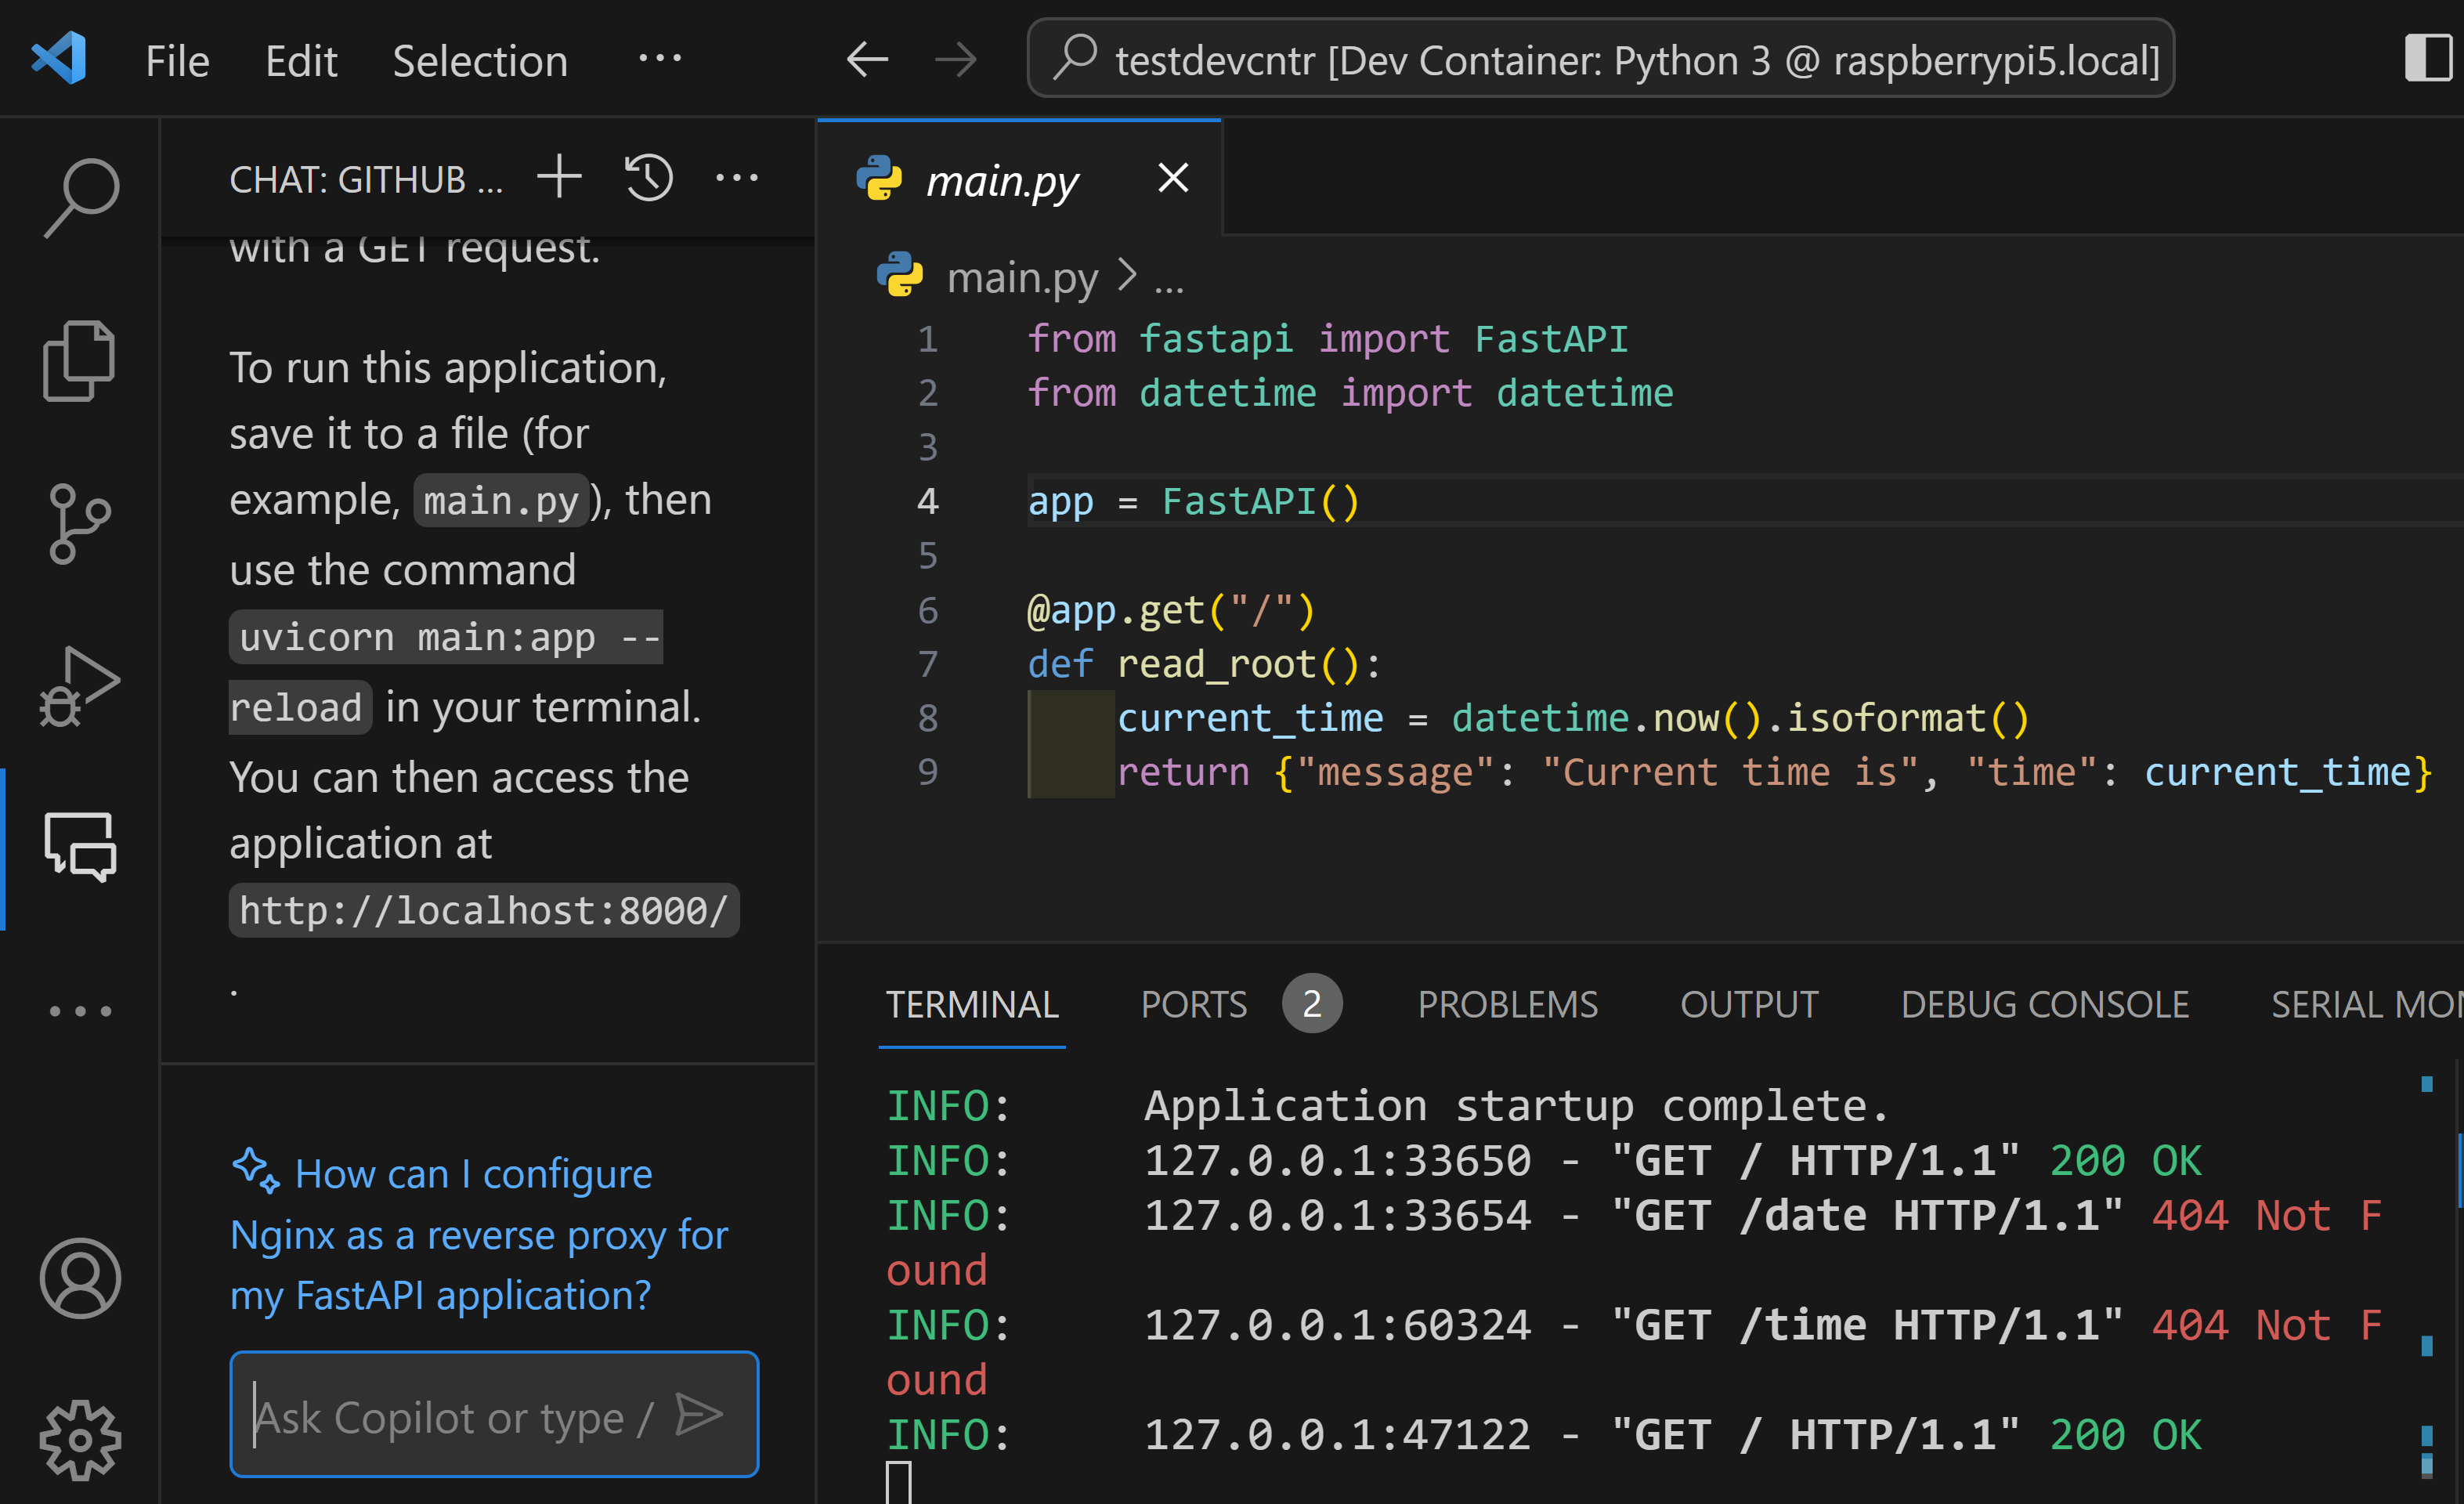 File Edit Selection ···
testdevcntr [Dev Container: Python 3 @ raspberrypi5.local]
CHAT: GITHUB ...
with a GET request.
To run this application,
save it to a file (for
example, main.py), then
use the command
uvicorn main:app --
reload in your terminal.
You can then access the
application at
http://localhost:8000/
.
How can I configure
Nginx as a reverse proxy for
my FastAPI application?
Ask Copilot or type /
main.py
main.py > ...
1 from fastapi import FastAPI
2 from datetime import datetime
3
4 app = FastAPI()
5
6 @app.get("/")
7 def read_root():
8     current_time = datetime.now().isoformat()
9     return {"message": "Current time is", "time": current_time}
TERMINAL PORTS 2 PROBLEMS OUTPUT DEBUG CONSOLE SERIAL MON
INFO:     Application startup complete.
INFO:     127.0.0.1:33650 - "GET / HTTP/1.1" 200 OK
INFO:     127.0.0.1:33654 - "GET /date HTTP/1.1" 404 Not F
ound
INFO:     127.0.0.1:60324 - "GET /time HTTP/1.1" 404 Not F
ound
INFO:     127.0.0.1:47122 - "GET / HTTP/1.1" 200 OK